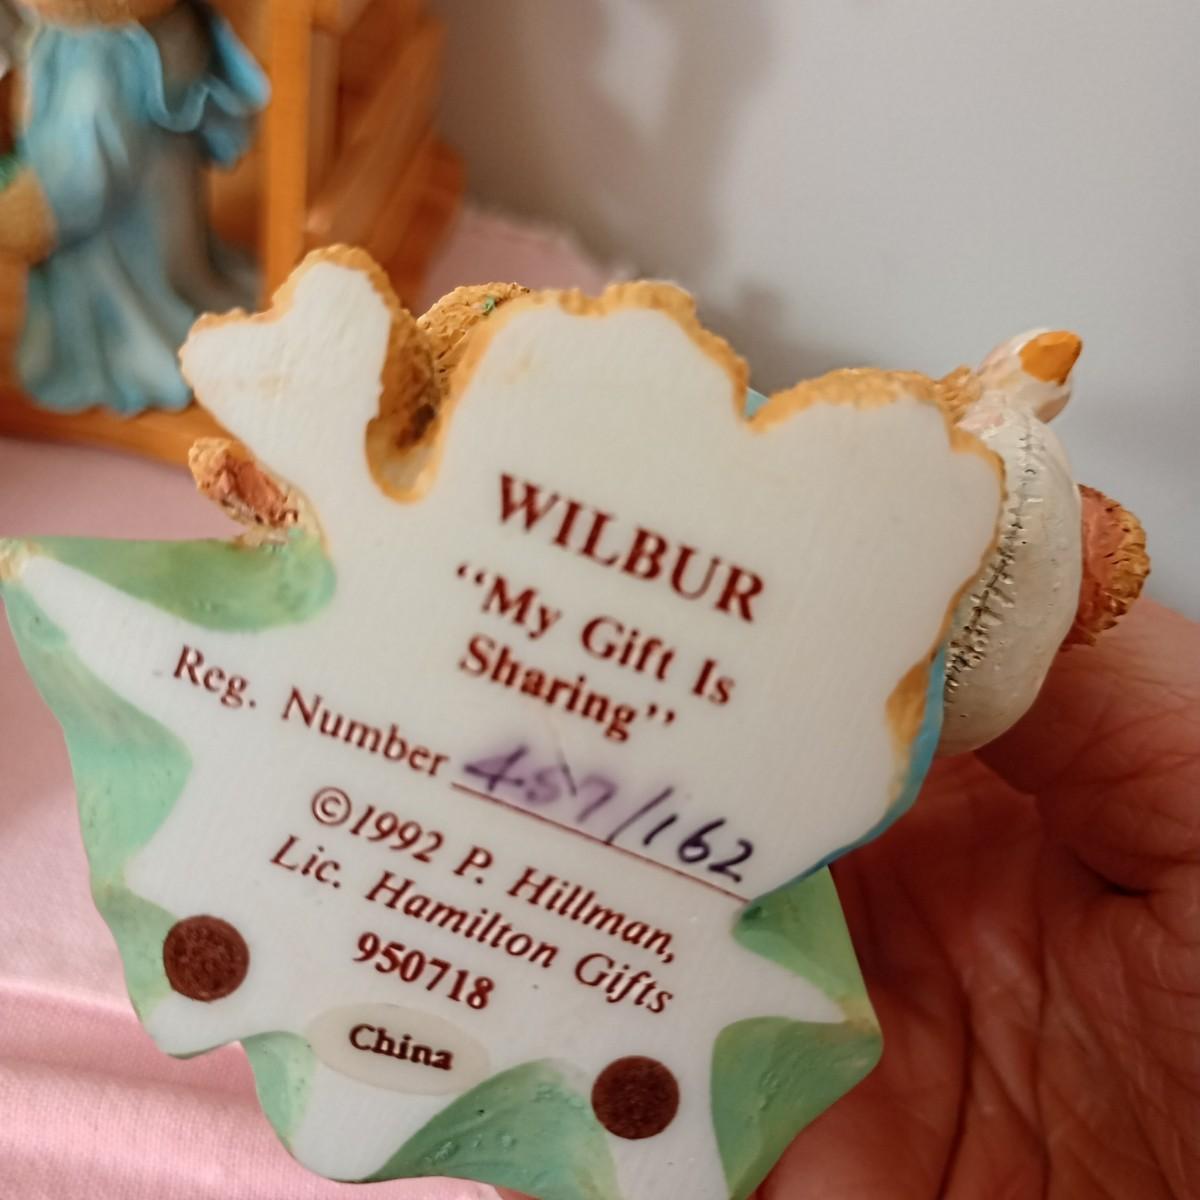 WILBUR
“My Gift Is
Sharing”
Reg. Number 457/162
©1992 P. Hillman,
Lic. Hamilton Gifts
950718
China